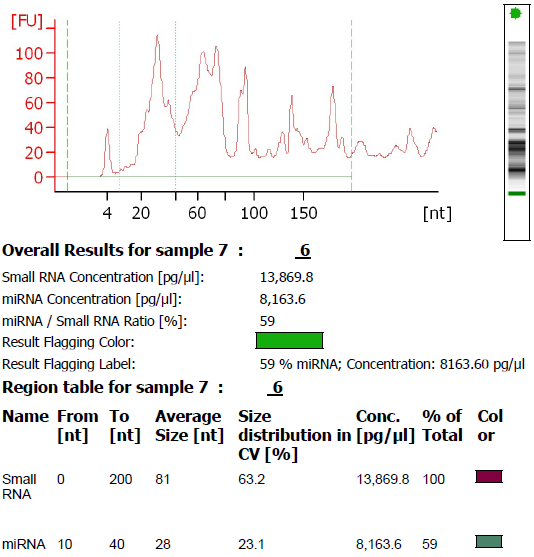 [FU]
100
80
60
40
20
0
4 20 60 100 150 [nt]
Overall Results for sample 7 : 6
Small RNA Concentration [pg/µl]: 13,869.8
miRNA Concentration [pg/µl]: 8,163.6
miRNA / Small RNA Ratio [%]: 59
Result Flagging Color:
Result Flagging Label: 59 % miRNA; Concentration: 8163.60 pg/µl
Region table for sample 7 : 6
Name From To Average Size Conc. % of Col
[nt] [nt] Size [nt] distribution in [pg/µl] Total or
CV [%]
Small 0 200 81 63.2 13,869.8 100
RNA
miRNA 10 40 28 23.1 8,163.6 59